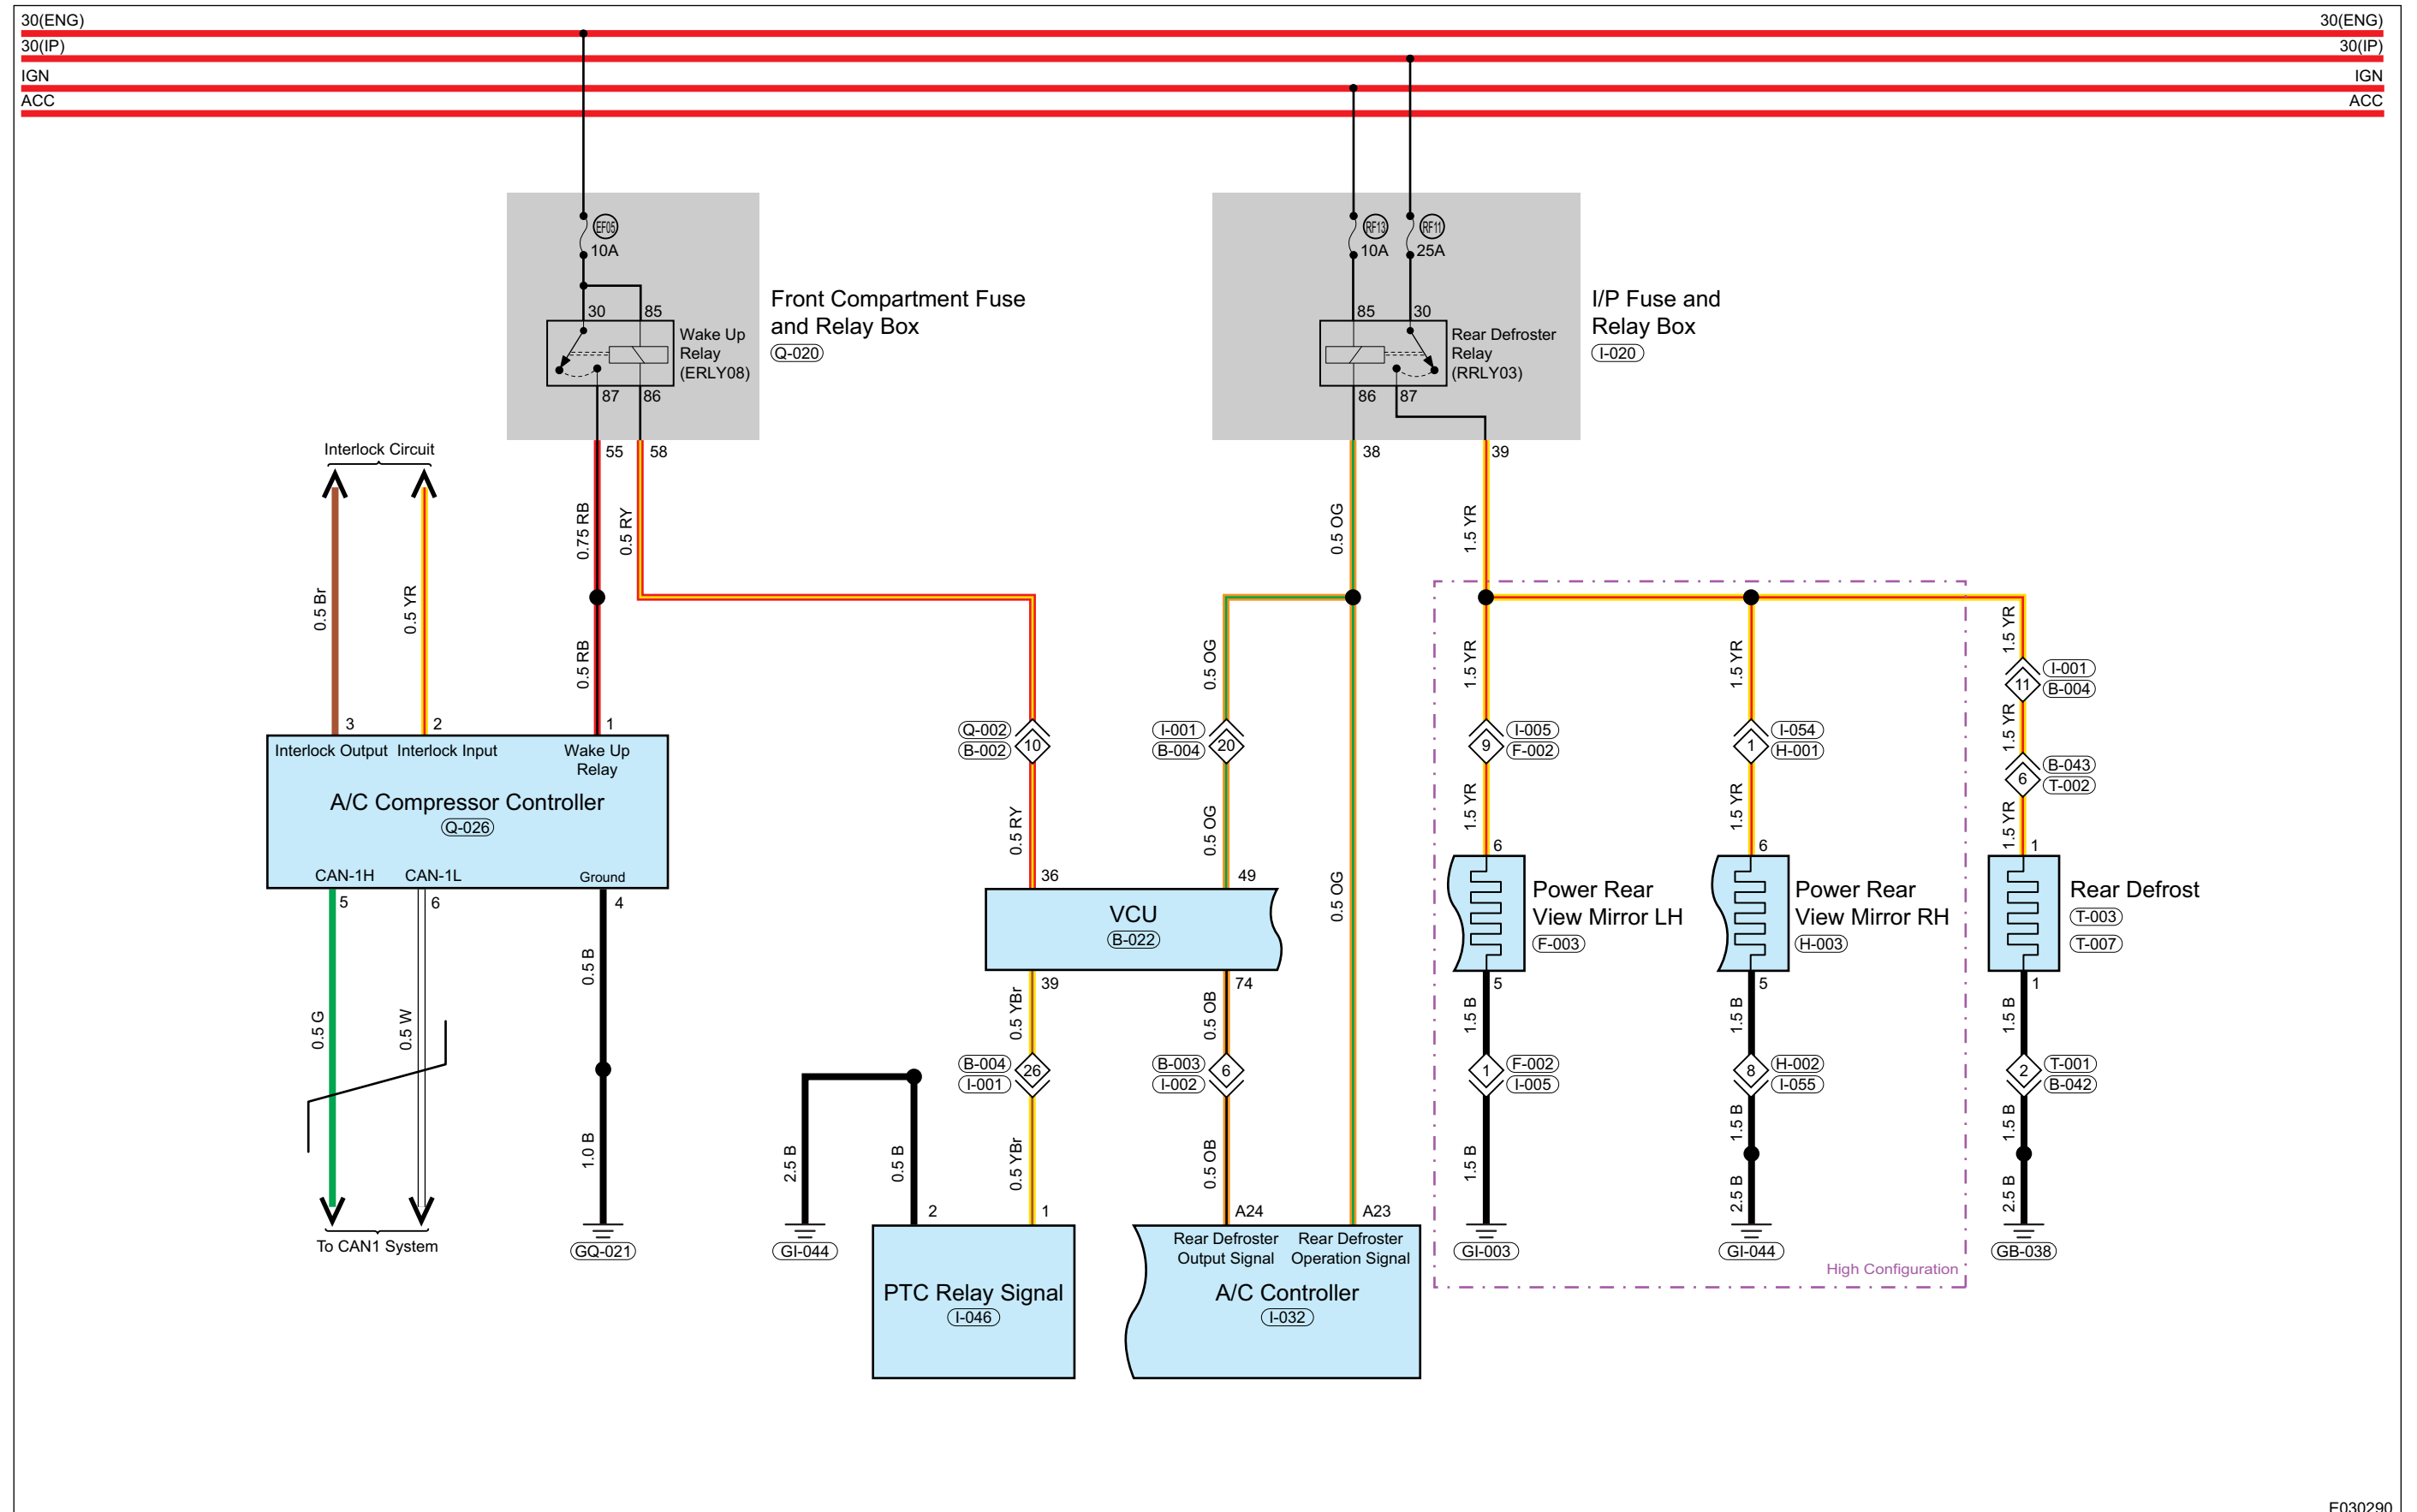 30(ENG)
30(ENG)
30(IP)
30(IP)
IGN
IGN
ACC
ACC
EF05
10A
30
85
Wake Up
Relay
(ERLY08)
87
86
Front Compartment Fuse
and Relay Box
Q-020
55
58
RF13
10A
RF11
25A
85
30
Rear Defroster
Relay
(RRLY03)
86
87
I/P Fuse and
Relay Box
I-020
38
39
Interlock Circuit
0.5 Br
0.5 YR
0.75 RB
0.5 RY
0.5 RB
0.5 OG
1.5 YR
0.5 OG
1.5 YR
1.5 YR
1.5 YR
I-001
11
B-004
1.5 YR
B-043
6
T-002
1.5 YR
3
2
1
Interlock Output
Interlock Input
Wake Up
Relay
A/C Compressor Controller
Q-026
CAN-1H
CAN-1L
Ground
5
6
4
Q-002
B-002
10
I-001
B-004
20
9
I-005
F-002
1
I-054
H-001
0.5 RY
0.5 OG
1.5 YR
1.5 YR
36
49
VCU
B-022
39
74
0.5 OG
6
Power Rear
View Mirror LH
F-003
5
6
Power Rear
View Mirror RH
H-003
5
1
Rear Defrost
T-003
T-007
1
0.5 G
0.5 W
0.5 B
1.0 B
0.5 YBr
0.5 OB
1.5 B
1.5 B
1.5 B
B-004
I-001
26
B-003
I-002
6
1
F-002
I-005
8
H-002
I-055
2
T-001
B-042
2.5 B
0.5 B
0.5 YBr
0.5 OB
1.5 B
1.5 B
2.5 B
1.5 B
2.5 B
To CAN1 System
GQ-021
GI-044
2
1
PTC Relay Signal
I-046
A24
A23
Rear Defroster
Output Signal
Rear Defroster
Operation Signal
A/C Controller
I-032
GI-003
GI-044
GB-038
High Configuration
E030290